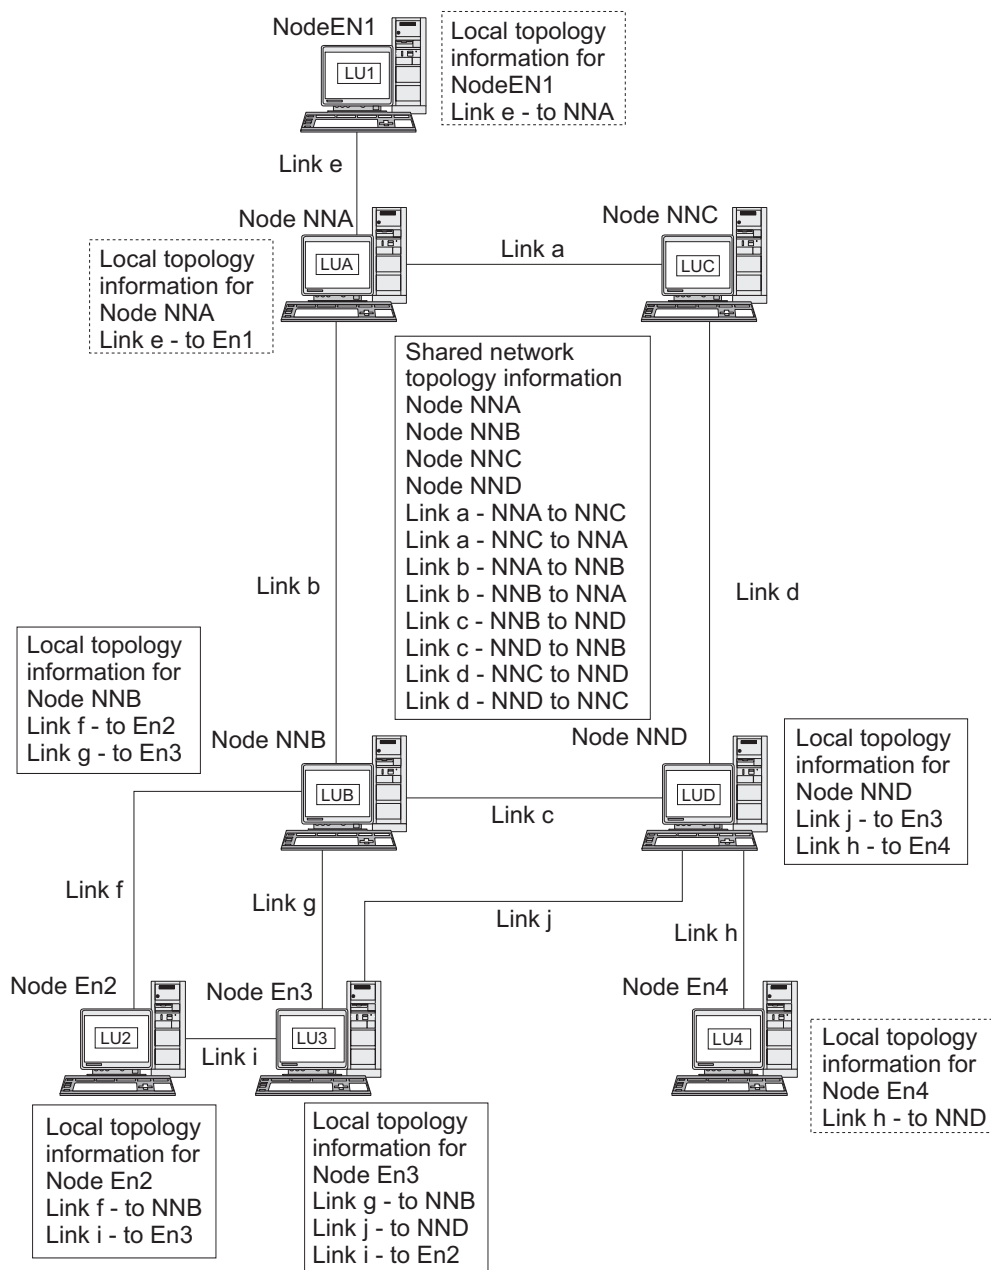 NodeEN1
LU1
Local topology
information for
NodeEN1
Link e - to NNA
Link e
Node NNA
LUA
Node NNC
LUC
Link a
Local topology
information for
Node NNA
Link e - to En1
Shared network
topology information
Node NNA
Node NNB
Node NNC
Node NND
Link a - NNA to NNC
Link a - NNC to NNA
Link b - NNA to NNB
Link b - NNB to NNA
Link c - NNB to NND
Link c - NND to NNB
Link d - NNC to NND
Link d - NND to NNC
Link b
Link d
Local topology
information for
Node NNB
Link f - to En2
Link g - to En3
Node NNB
LUB
Node NND
LUD
Link c
Local topology
information for
Node NND
Link j - to En3
Link h - to En4
Link f
Link g
Link j
Link h
Node En2
LU2
Node En3
LU3
Link i
Node En4
LU4
Local topology
information for
Node En4
Link h - to NND
Local topology
information for
Node En2
Link f - to NNB
Link i - to En3
Local topology
information for
Node En3
Link g - to NNB
Link j - to NND
Link i - to En2